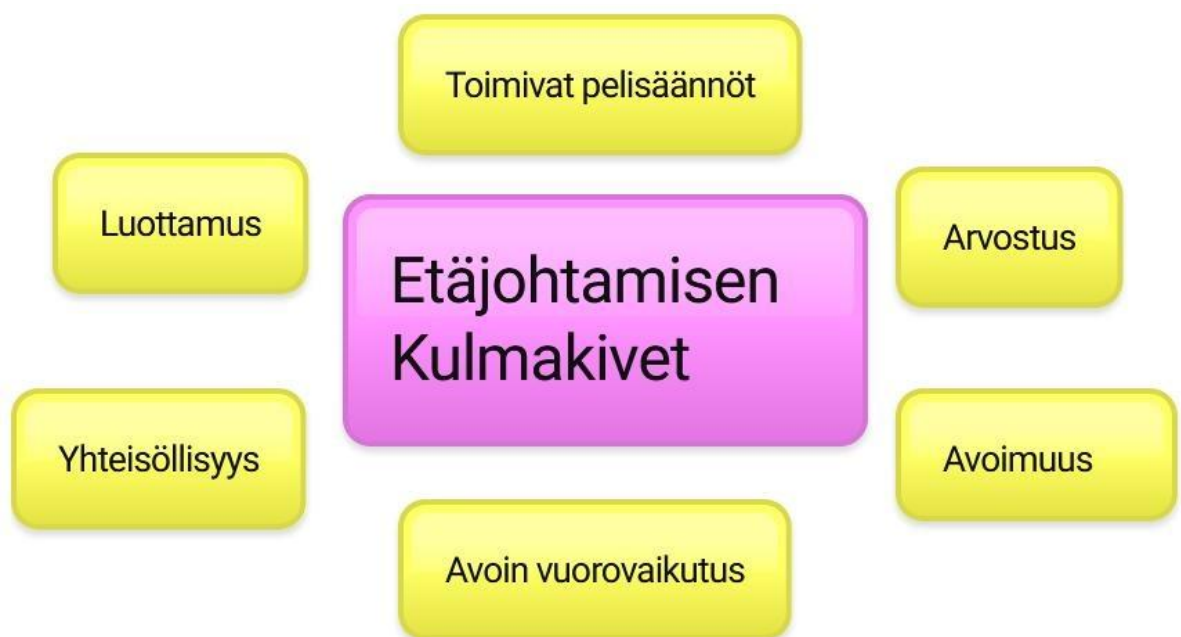 Toimivat pelisäännöt
Luottamus
Arvostus
Etäjohtamisen
Kulmakivet
Yhteisöllisyys
Avoimuus
Avoin vuorovaikutus